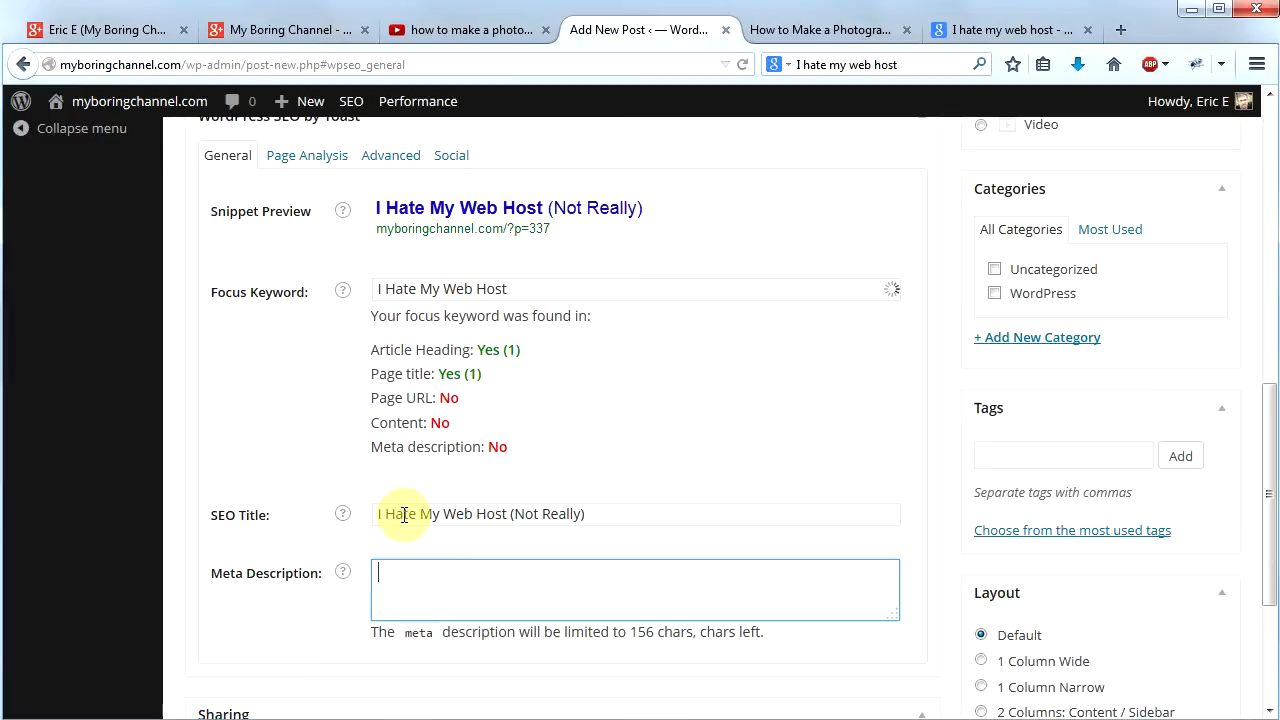 Eric E (My Boring Ch...
My Boring Channel - ...
how to make a photo...
Add New Post ‹ — Word...
How to Make a Photogra...
I hate my web host - ...
myboringchannel.com/wp-admin/post-new.php#wpseo_general
I hate my web host
ABP
myboringchannel.com
0
New
SEO
Performance
Howdy, Eric E
Collapse menu
WordPress SEO by Yoast
Video
General
Page Analysis
Advanced
Social
Snippet Preview
?
I Hate My Web Host (Not Really)
myboringchannel.com/?p=337
Focus Keyword:
?
I Hate My Web Host
Your focus keyword was found in:
Article Heading: Yes (1)
Page title: Yes (1)
Page URL: No
Content: No
Meta description: No
SEO Title:
?
I Hate My Web Host (Not Really)
Meta Description:
?
The meta description will be limited to 156 chars, chars left.
Sharing
Categories
All Categories
Most Used
Uncategorized
WordPress
+ Add New Category
Tags
Add
Separate tags with commas
Choose from the most used tags
Layout
Default
1 Column Wide
1 Column Narrow
2 Columns: Content / Sidebar